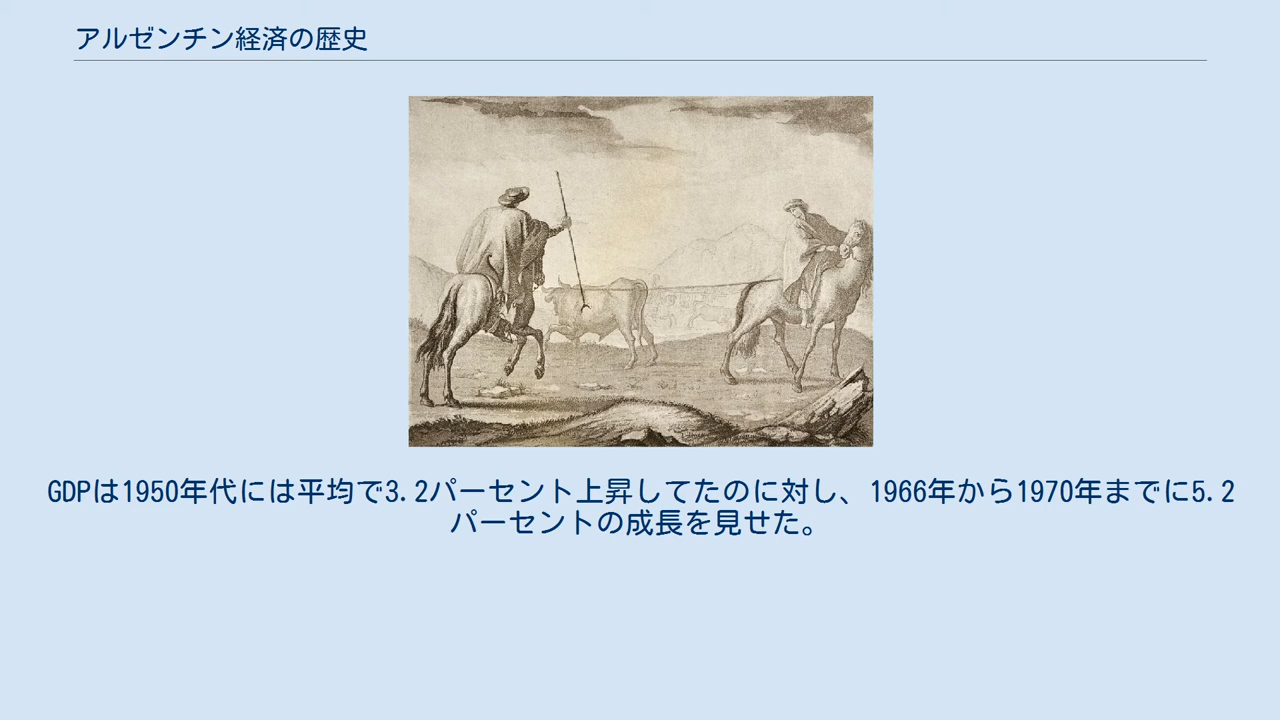 アルゼンチン経済の歴史
GDPは1950年代には平均で3.2パーセント上昇してたのに対し、1966年から1970年までに5.2
パーセントの成長を見せた。